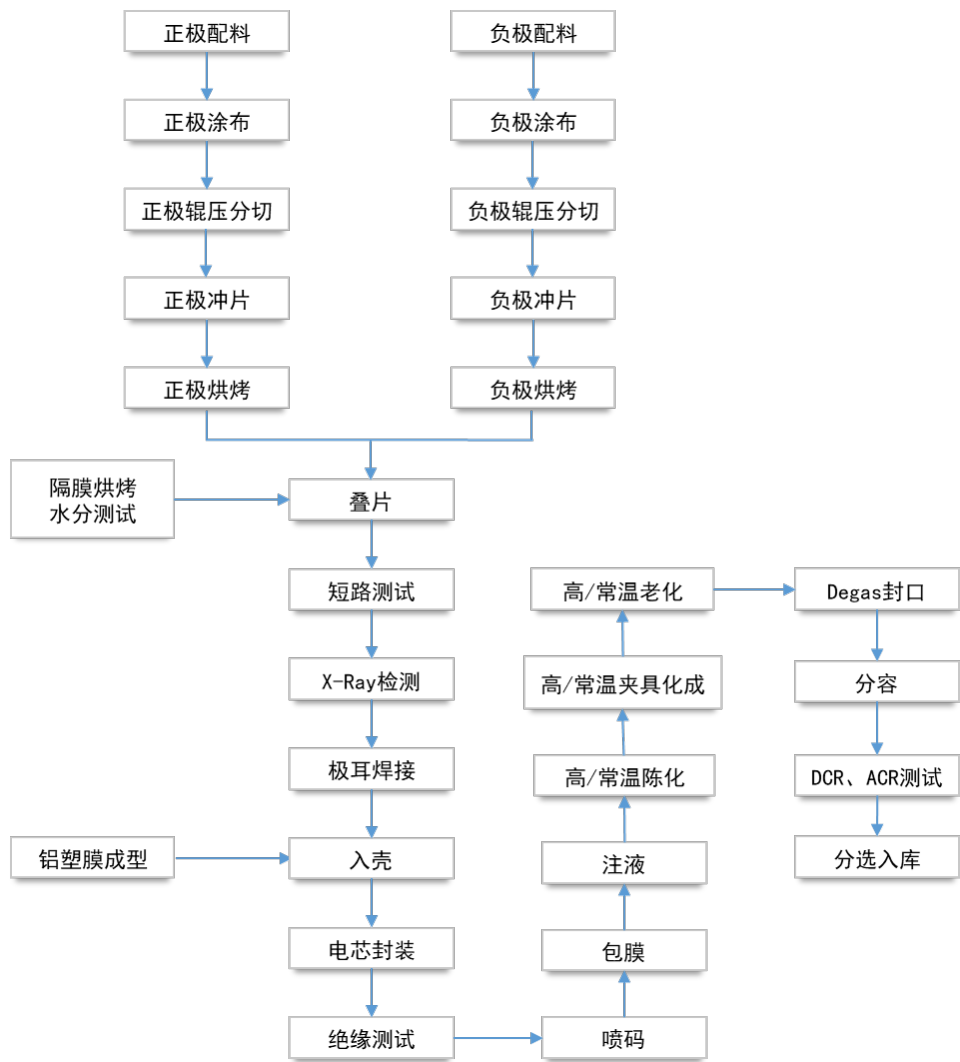 正极配料
负极配料
正极涂布
负极涂布
正极辊压分切
负极辊压分切
正极冲片
负极冲片
正极烘烤
负极烘烤
隔膜烘烤
水分测试
叠片
短路测试
X-Ray检测
极耳焊接
铝塑膜成型
入壳
电芯封装
绝缘测试
喷码
包膜
注液
高/常温陈化
高/常温夹具化成
高/常温老化
Degas封口
分容
DCR、ACR测试
分选入库